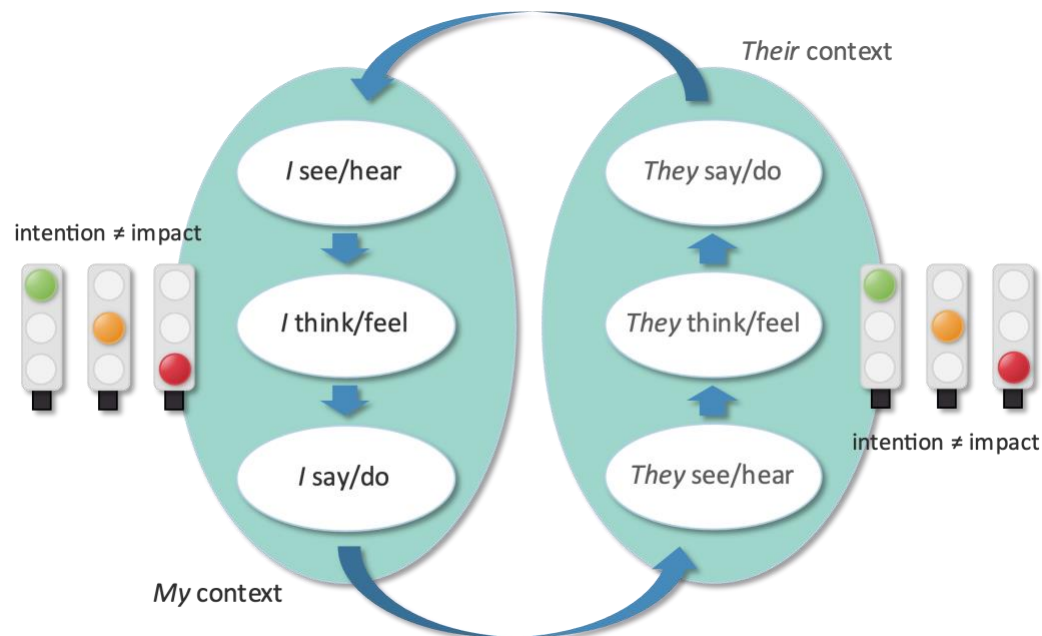 Their context
I see/hear
They say/do
intention ≠ impact
I think/feel
They think/feel
intention ≠ impact
I say/do
They see/hear
My context